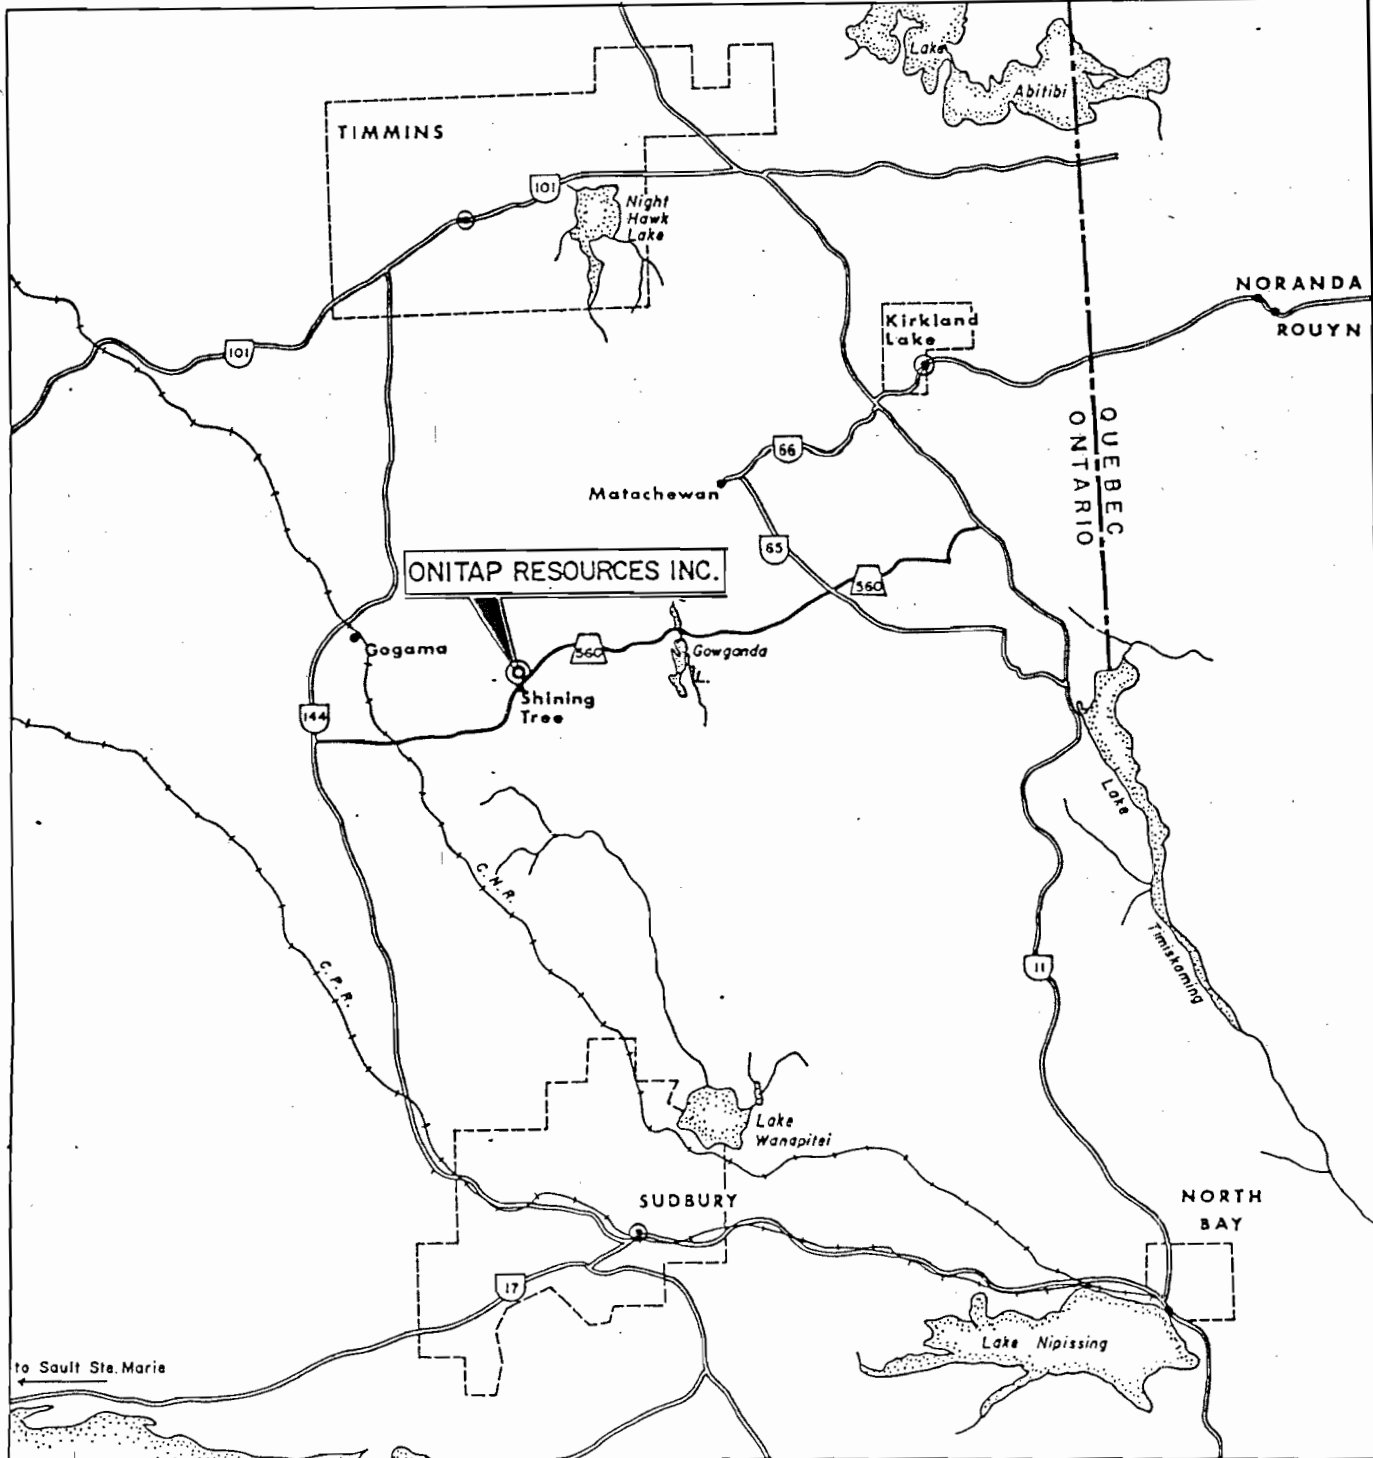 Lake
Abitibi
TIMMINS
101
Night
Hawk
Lake
NORANDA
ROUYN
Kirkland
Lake
101
QUEBEC
ONTARIO
66
Matachewan
65
560
ONITAP RESOURCES INC.
Gogama
560
Gowganda
L.
Shining
Tree
144
Lake
Timiskaming
C.N.R.
C.P.R.
11
Lake
Wanapitei
SUDBURY
NORTH
BAY
17
Lake Nipissing
to Sault Ste. Marie